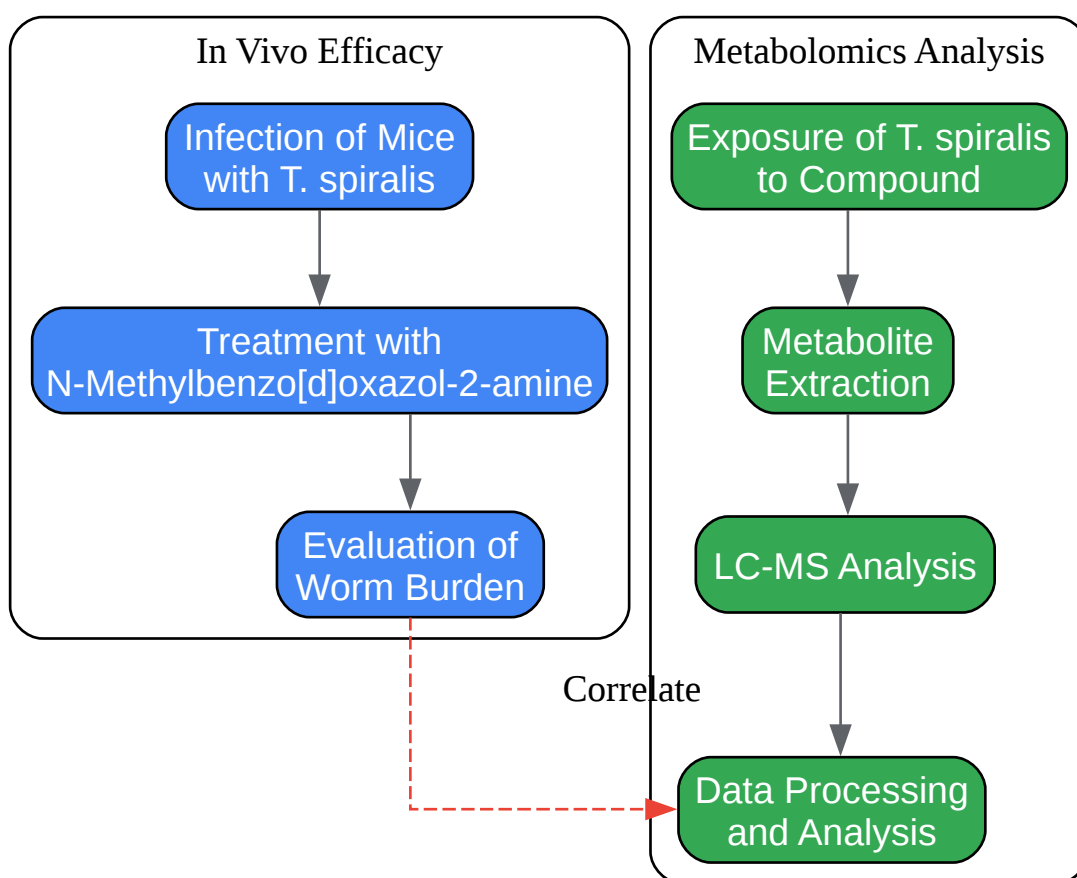 In Vivo Efficacy
Infection of Mice
with T. spiralis
Treatment with
N-Methylbenzo[d]oxazol-2-amine
Evaluation of
Worm Burden
Correlate
Metabolomics Analysis
Exposure of T. spiralis
to Compound
Metabolite
Extraction
LC-MS Analysis
Data Processing
and Analysis